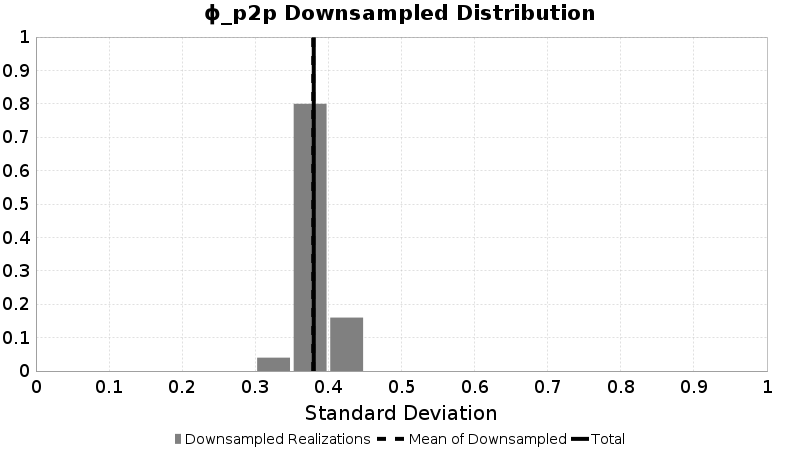 ϕ_p2p Downsampled Distribution
1
0.9
0.8
0.7
0.6
0.5
0.4
0.3
0.2
0.1
0
0 0.1 0.2 0.3 0.4 0.5 0.6 0.7 0.8 0.9 1
Standard Deviation
Downsampled Realizations Mean of Downsampled Total